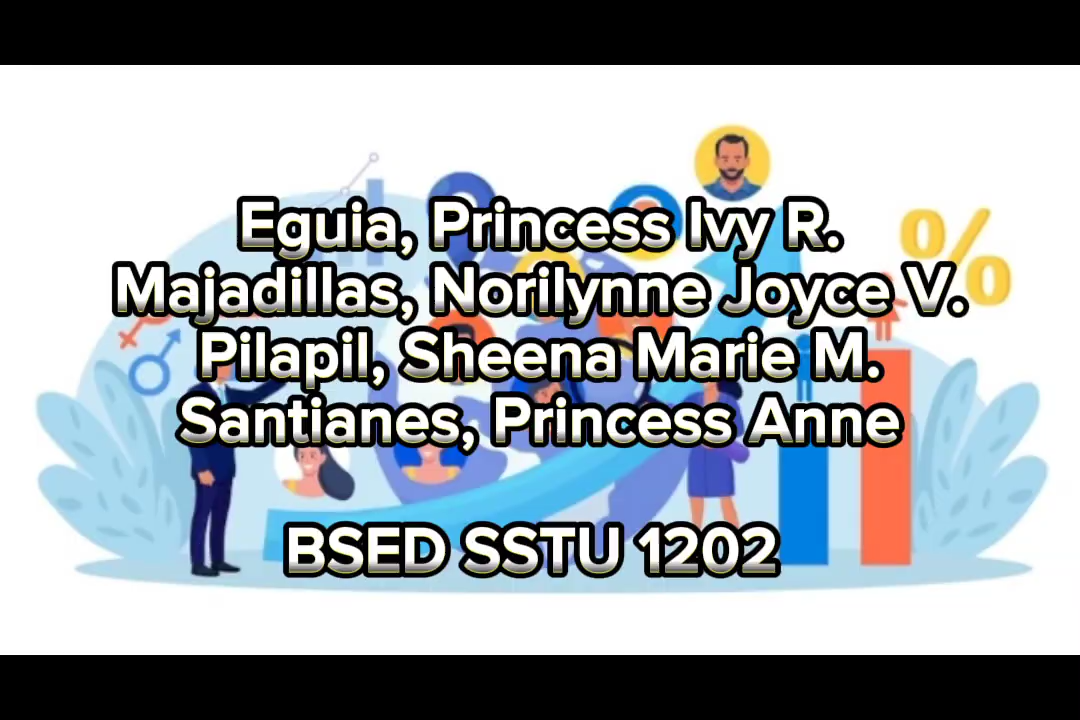 Eguia, Princess Ivy R.
Majadillas, Norilynne Joyce V.
Pilapil, Sheena Marie M.
Santianes, Princess Anne
BSED SSTU 1202
%